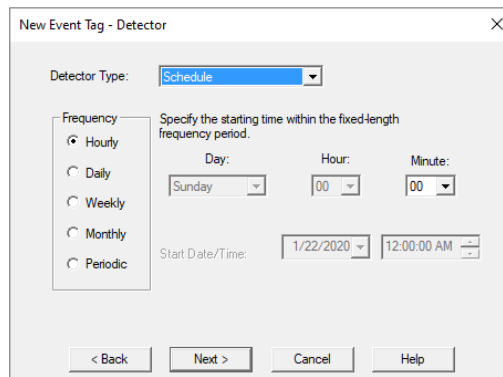 New Event Tag - Detector
Detector Type: Schedule
Frequency
Hourly
Daily
Weekly
Monthly
Periodic
Specify the starting time within the fixed-length
frequency period.
Day: Hour: Minute:
Sunday 00 00
Start Date/Time: 1/22/2020 12:00:00 AM
< Back Next > Cancel Help